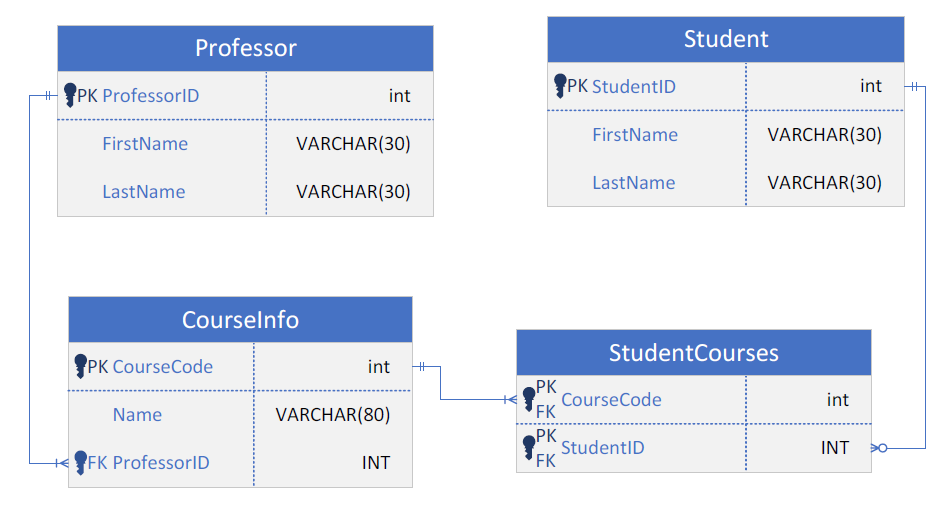 Professor
PK ProfessorID int
FirstName VARCHAR(30)
LastName VARCHAR(30)
Student
PK StudentID int
FirstName VARCHAR(30)
LastName VARCHAR(30)
CourseInfo
PK CourseCode int
Name VARCHAR(80)
FK ProfessorID INT
StudentCourses
PK
FK CourseCode int
PK
FK StudentID INT